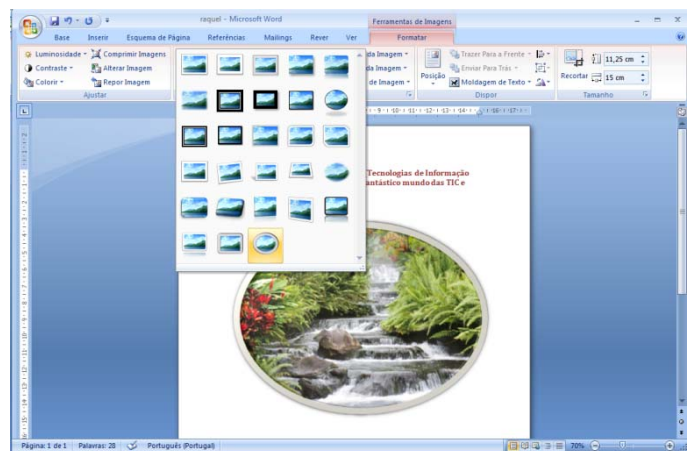 raquel - Microsoft Word
Ferramentas de Imagens
Base Inserir Esquema de Página Referências Mailings Rever Ver Formatar
Luminosidade Comprimir Imagens
Contraste Alterar Imagem
Colorir Repor Imagem
Ajustar
da Imagem
da Imagem
de Imagem
Posição
Trazer Para a Frente
Enviar Para Trás
Moldagem de Texto
Dispor
Recortar
11,25 cm
15 cm
Tamanho
Tecnologias de Informação
antástico mundo das TIC e
Página: 1 de 1 Palavras: 28 Português (Portugal) 70%